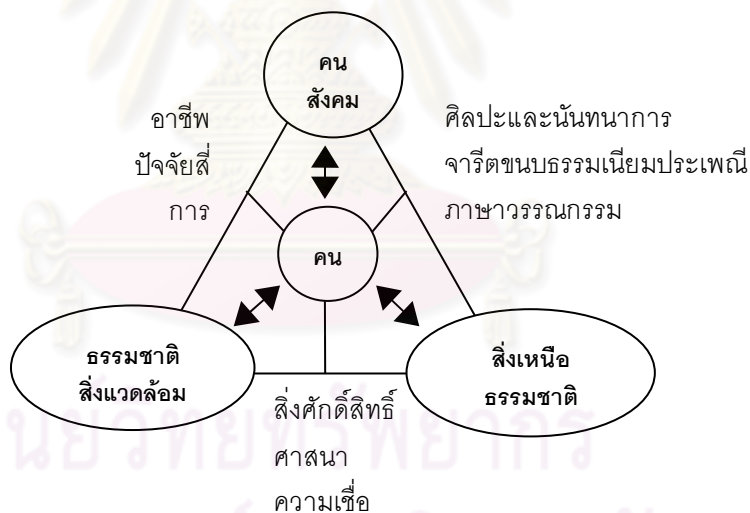 คน
สังคม
อาชีพ
ปัจจัยสี่
การ
ศิลปะและนันทนาการ
จารีตขนบธรรมเนียมประเพณี
ภาษาวรรณกรรม
คน
ธรรมชาติ
สิ่งแวดล้อม
สิ่งเหนือ
ธรรมชาติ
สิ่งศักดิ์สิทธิ์
ศาสนา
ความเชื่อ